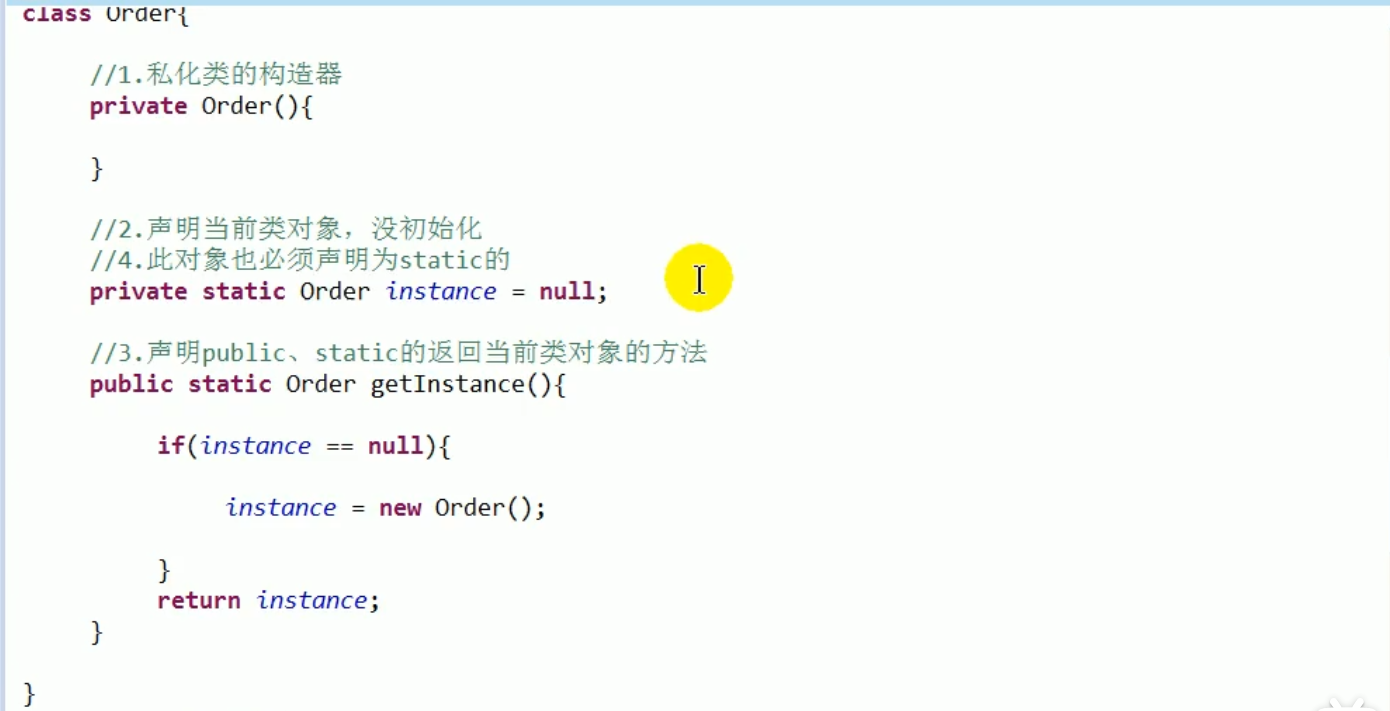 class Order{
//1.私化类的构造器
private Order(){
}
//2.声明当前类对象，没初始化
//4.此对象也必须声明为static的
private static Order instance = null;
//3.声明public、static的返回当前类对象的方法
public static Order getInstance(){
if(instance == null){
instance = new Order();
}
return instance;
}
}